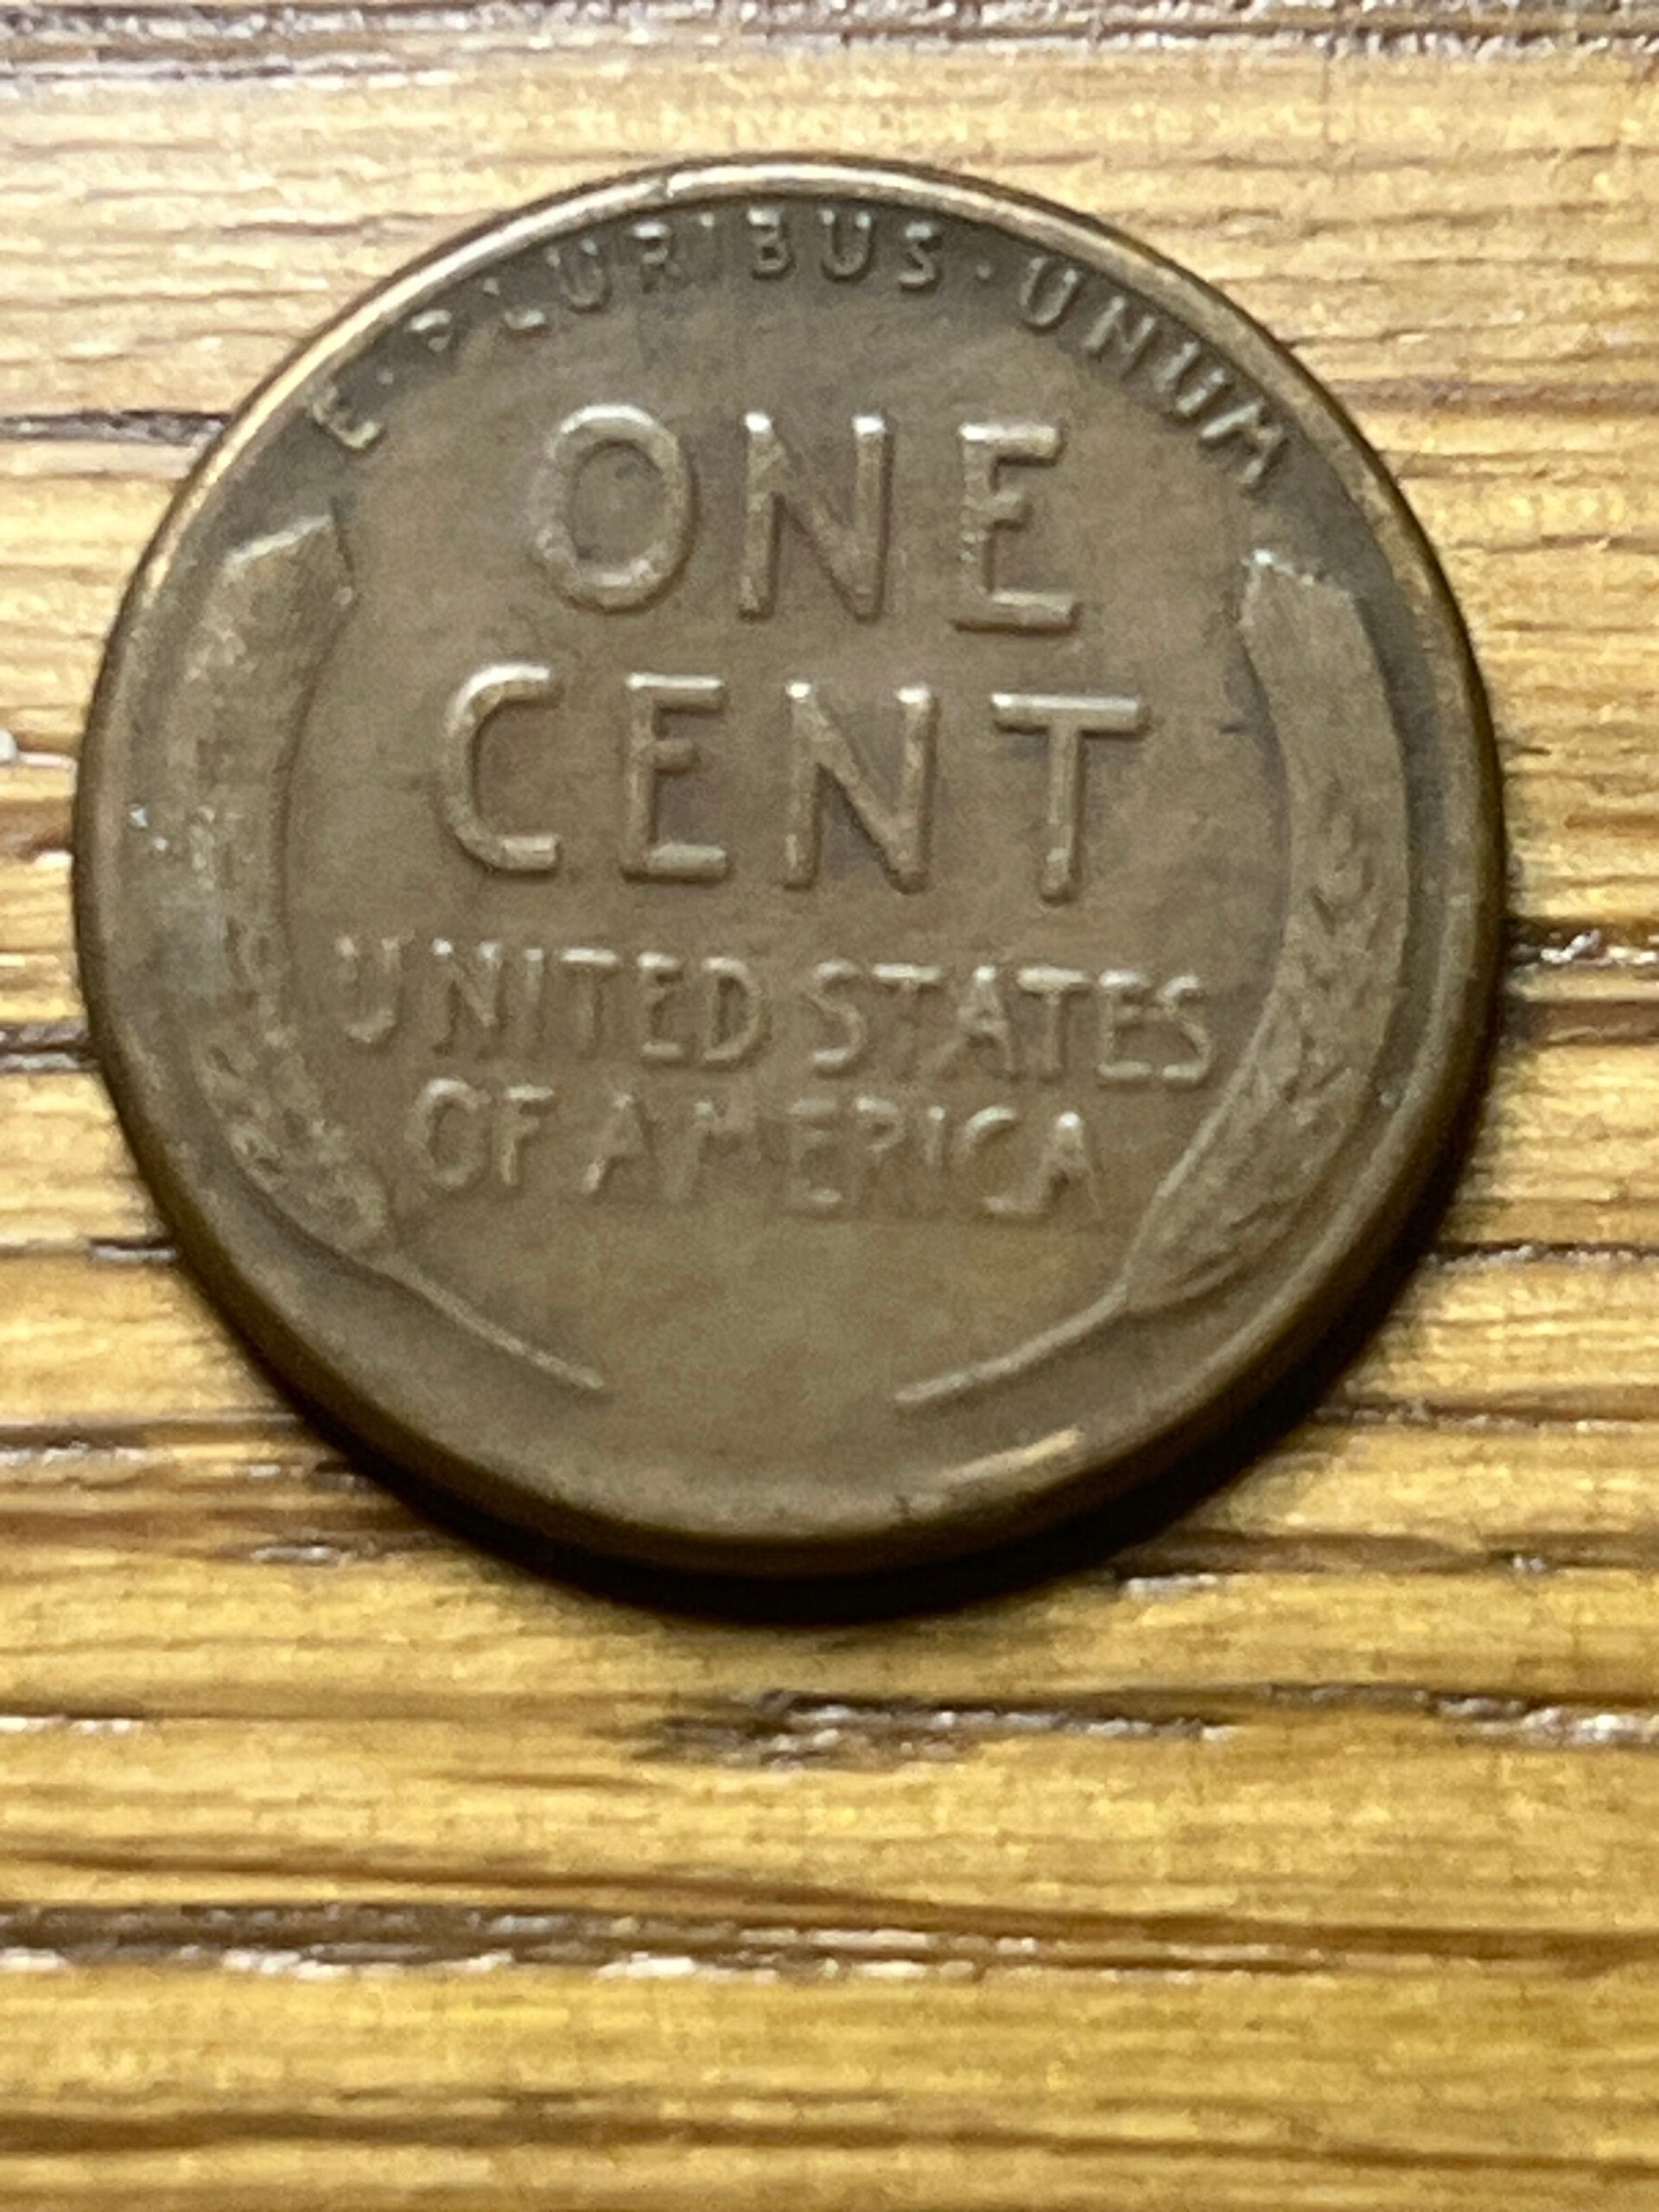 E·PLURIBUS·UNUM
ONE
CENT
UNITED STATES
OF AMERICA